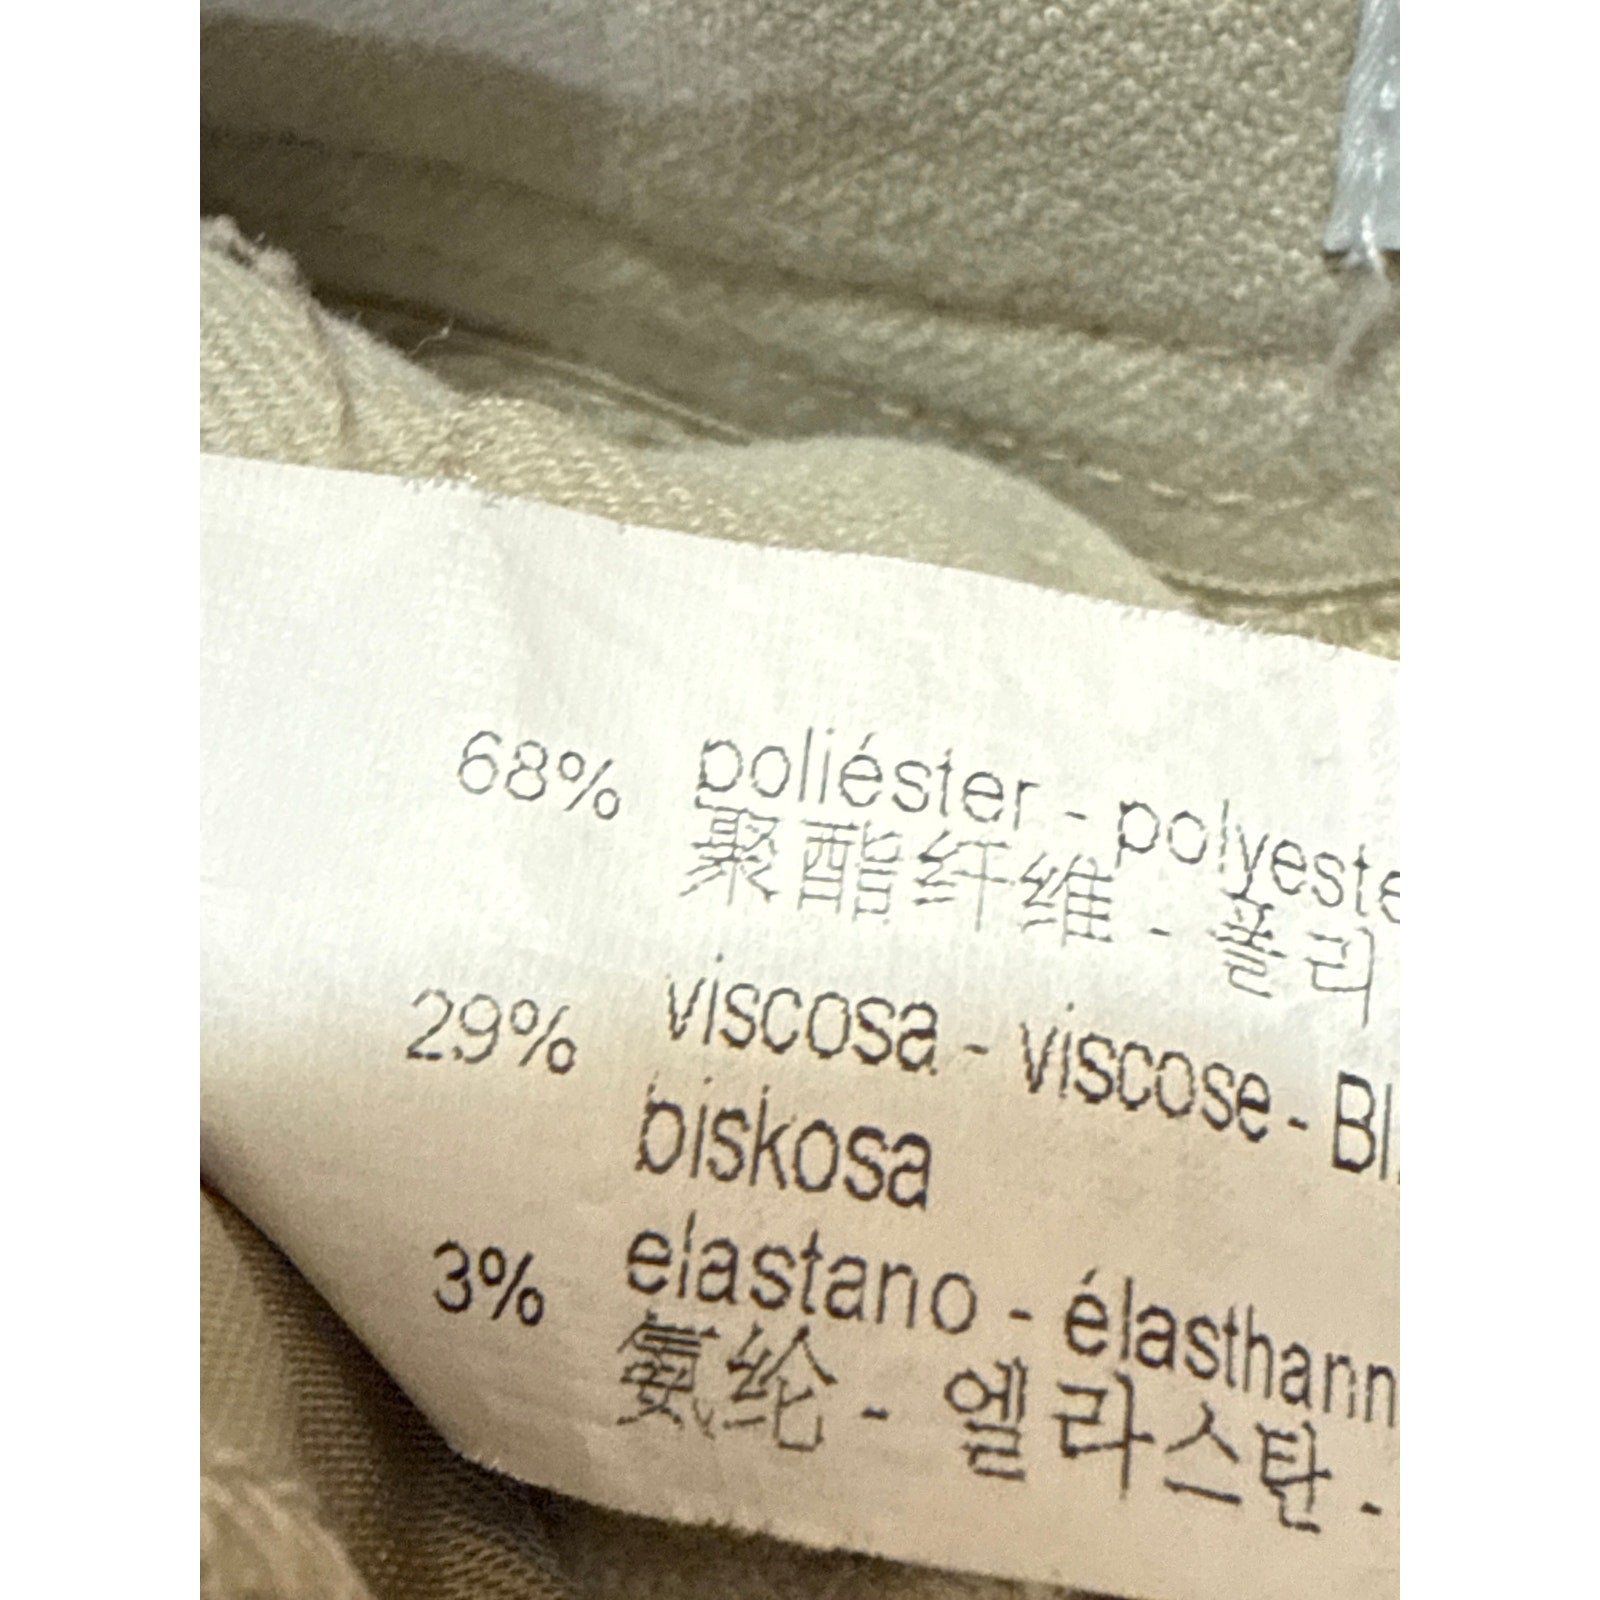 68% poliéster - polyeste
聚酯纤维 - 폴리
29% viscosa - viscose - Bl
biskosa
3% elastano - élasthann
氨纶 - 엘라스탄 -